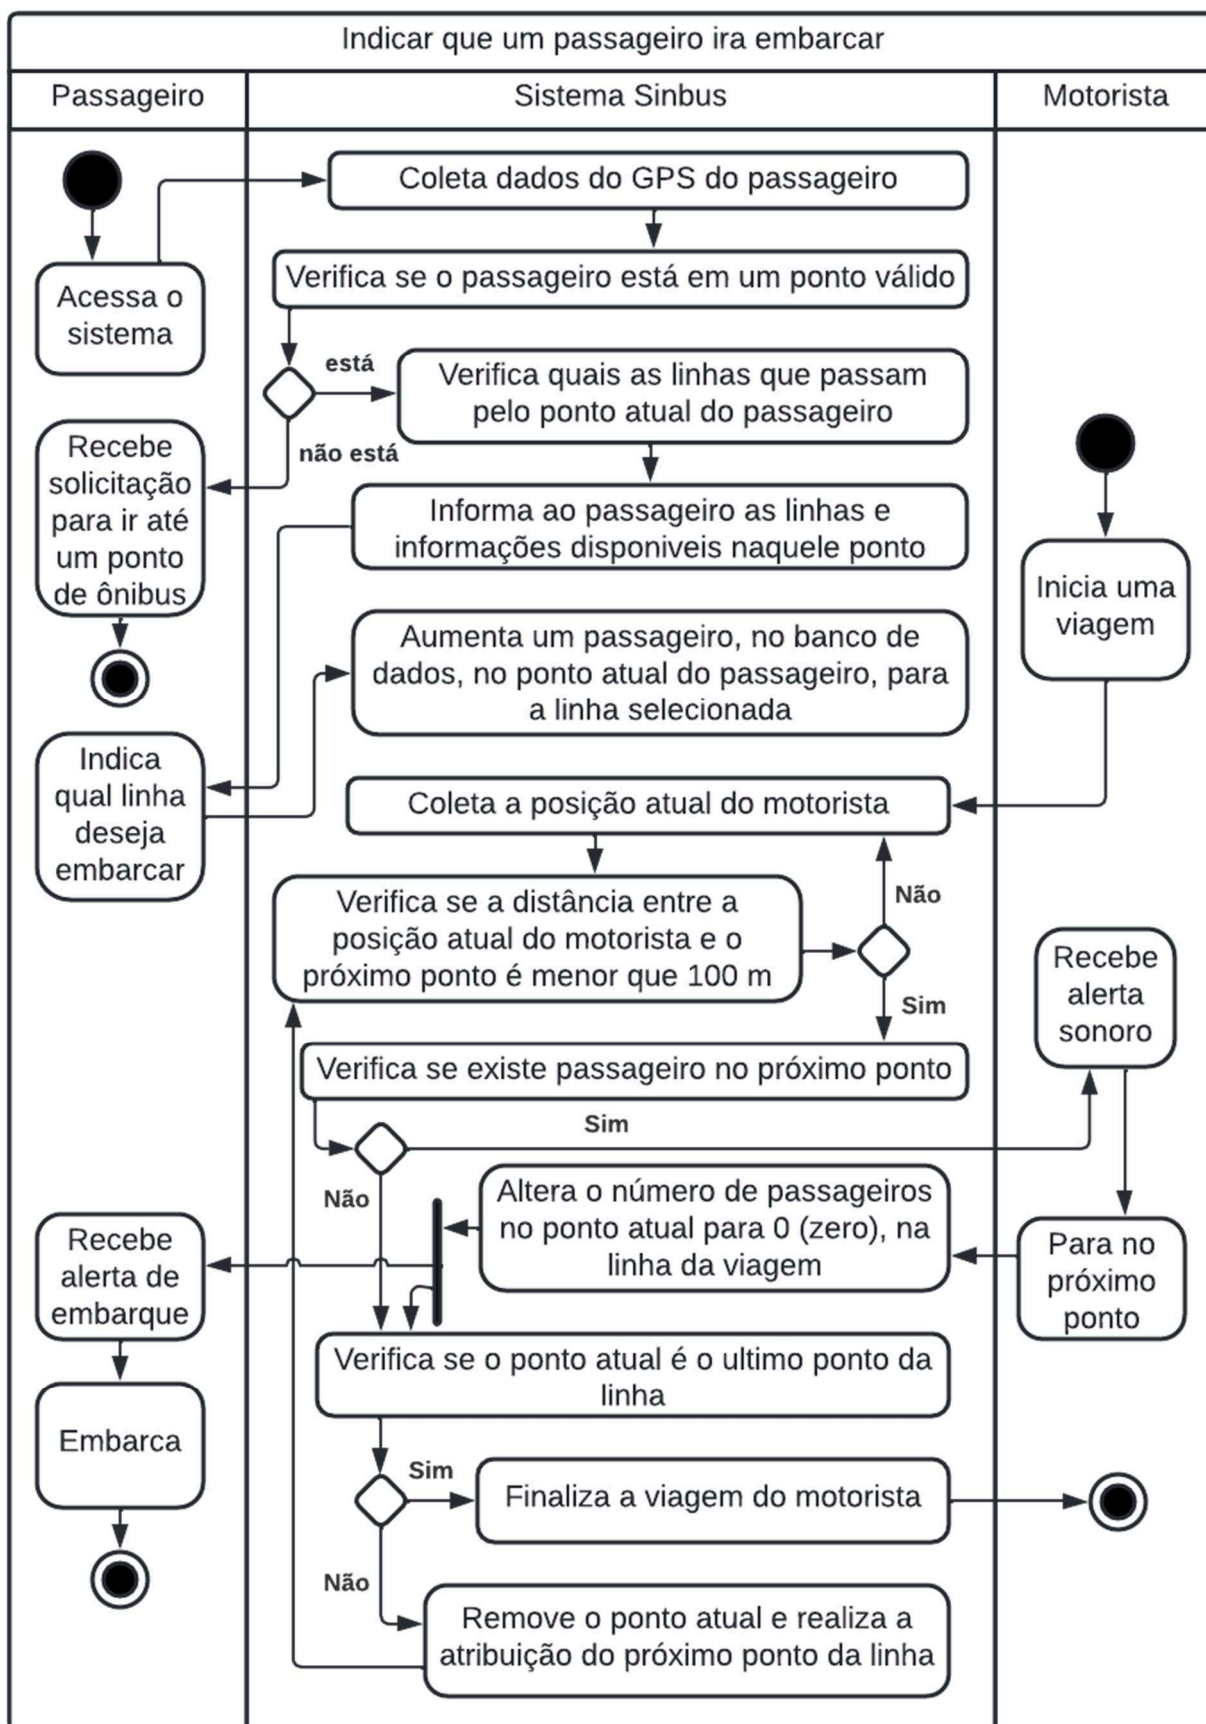 Indicar que um passageiro ira embarcar
Passageiro
Sistema Sinbus
Motorista
Coleta dados do GPS do passageiro
Verifica se o passageiro está em um ponto válido
Acessa o
sistema
está
Verifica quais as linhas que passam
pelo ponto atual do passageiro
não está
Recebe
solicitação
para ir até
um ponto
de ônibus
Informa ao passageiro as linhas e
informações disponiveis naquele ponto
Inicia uma
viagem
Aumenta um passageiro, no banco de
dados, no ponto atual do passageiro, para
a linha selecionada
Indica
qual linha
deseja
embarcar
Coleta a posição atual do motorista
Verifica se a distância entre a
posição atual do motorista e o
próximo ponto é menor que 100 m
Não
Sim
Recebe
alerta
sonoro
Verifica se existe passageiro no próximo ponto
Sim
Não
Altera o número de passageiros
no ponto atual para 0 (zero), na
linha da viagem
Para no
próximo
ponto
Recebe
alerta de
embarque
Verifica se o ponto atual é o ultimo ponto da
linha
Embarca
Sim
Finaliza a viagem do motorista
Não
Remove o ponto atual e realiza a
atribuição do próximo ponto da linha